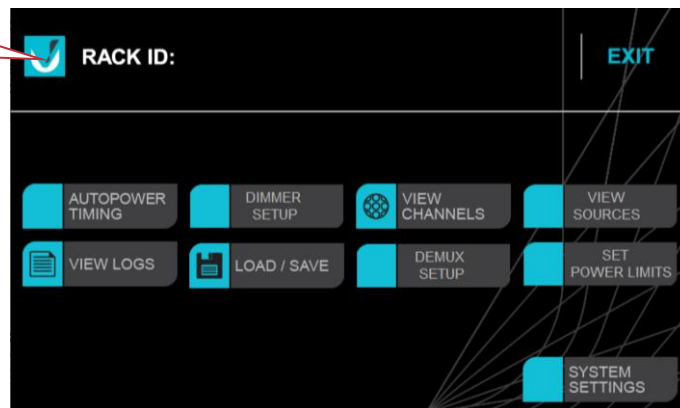 RACK ID:
EXIT
AUTOPOWER
TIMING
DIMMER
SETUP
VIEW
CHANNELS
VIEW
SOURCES
VIEW LOGS
LOAD / SAVE
DEMUX
SETUP
SET
POWER LIMITS
SYSTEM
SETTINGS